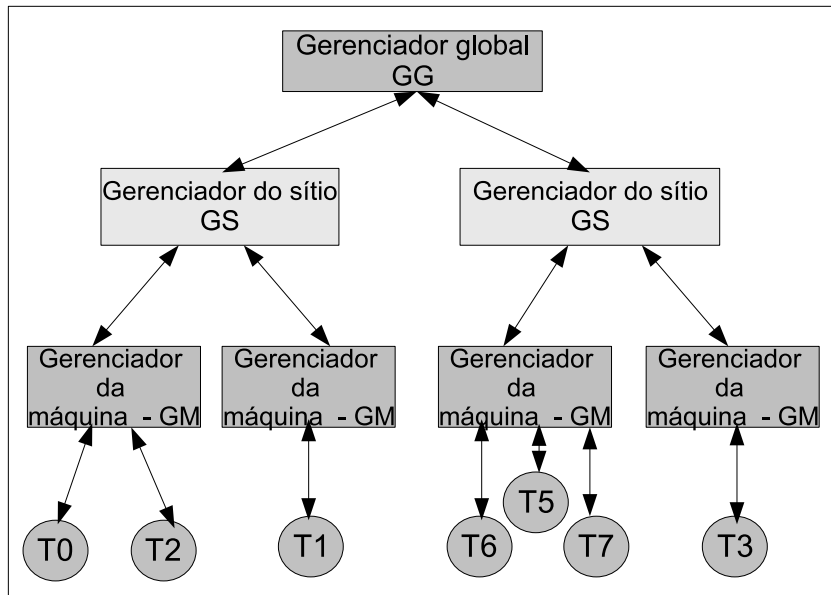 Gerenciador global
GG
Gerenciador do sítio
GS
Gerenciador do sítio
GS
Gerenciador
da
máquina - GM
Gerenciador
da
máquina - GM
Gerenciador
da
máquina - GM
Gerenciador
da
máquina - GM
T0
T2
T1
T6
T5
T7
T3